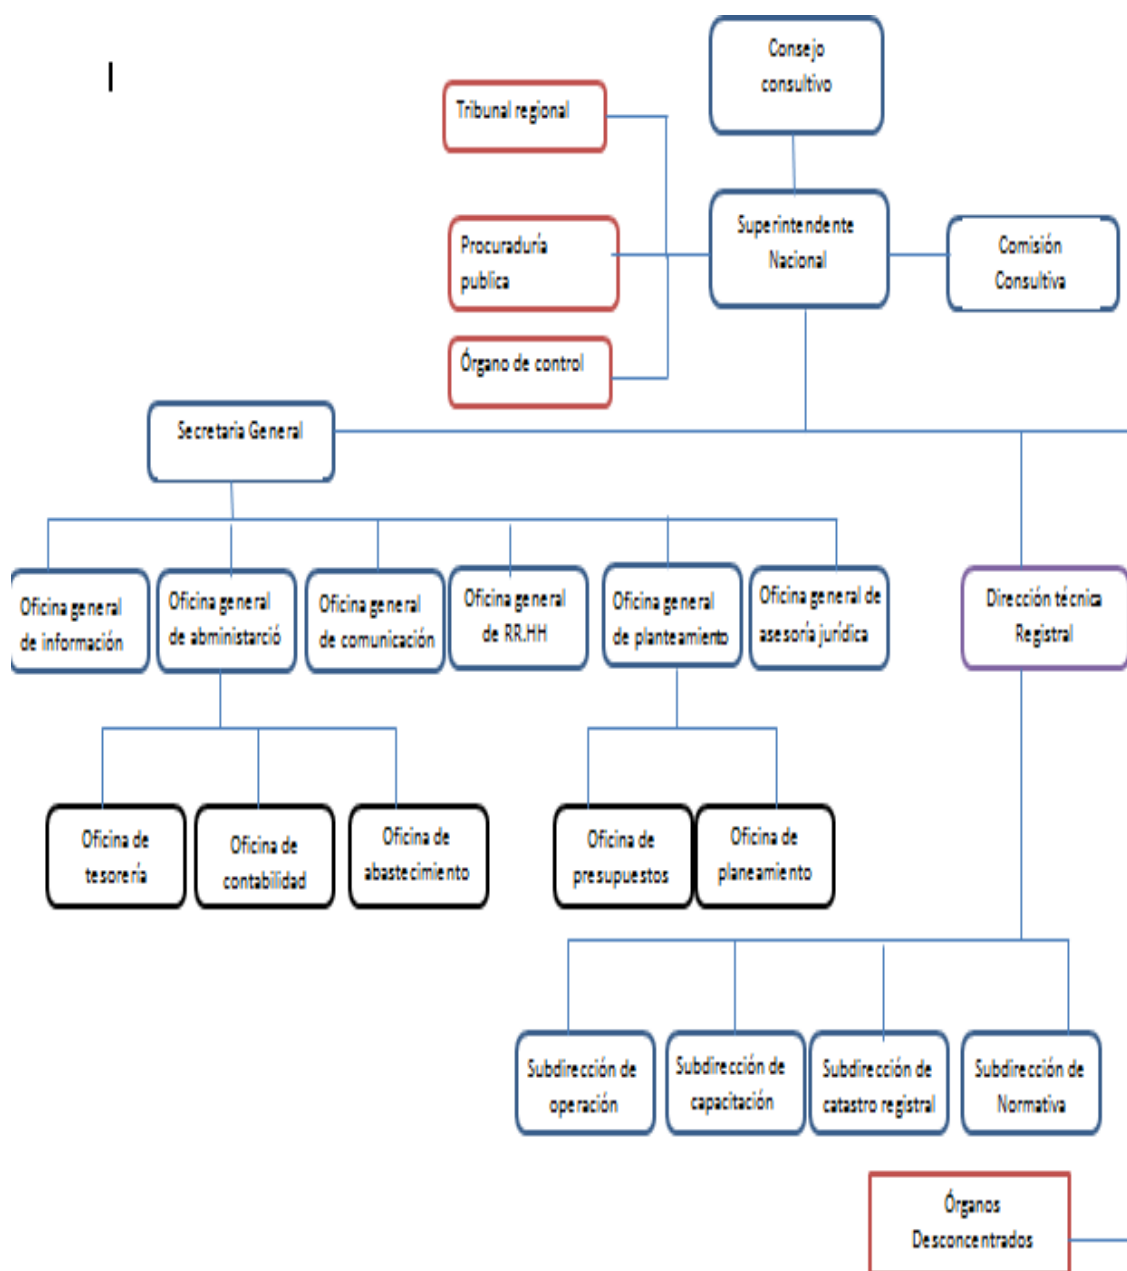 Consejo
consultivo
Tribunal regional
Superintendente
Nacional
Procuraduría
publica
Comisión
Consultiva
Órgano de control
Secretaria General
Oficina general
de información
Oficina general
de abministarció
Oficina general
de comunicación
Oficina general
de RR.HH
Oficina general
de planteamiento
Oficina general de
asesoría jurídica
Dirección técnica
Registral
Oficina de
tesorería
Oficina de
contabilidad
Oficina de
abastecimiento
Oficina de
presupuestos
Oficina de
planeamiento
Subdirección de
operación
Subdirección de
capacitación
Subdirección de
catastro registral
Subdirección de
Normativa
Órganos
Desconcentrados